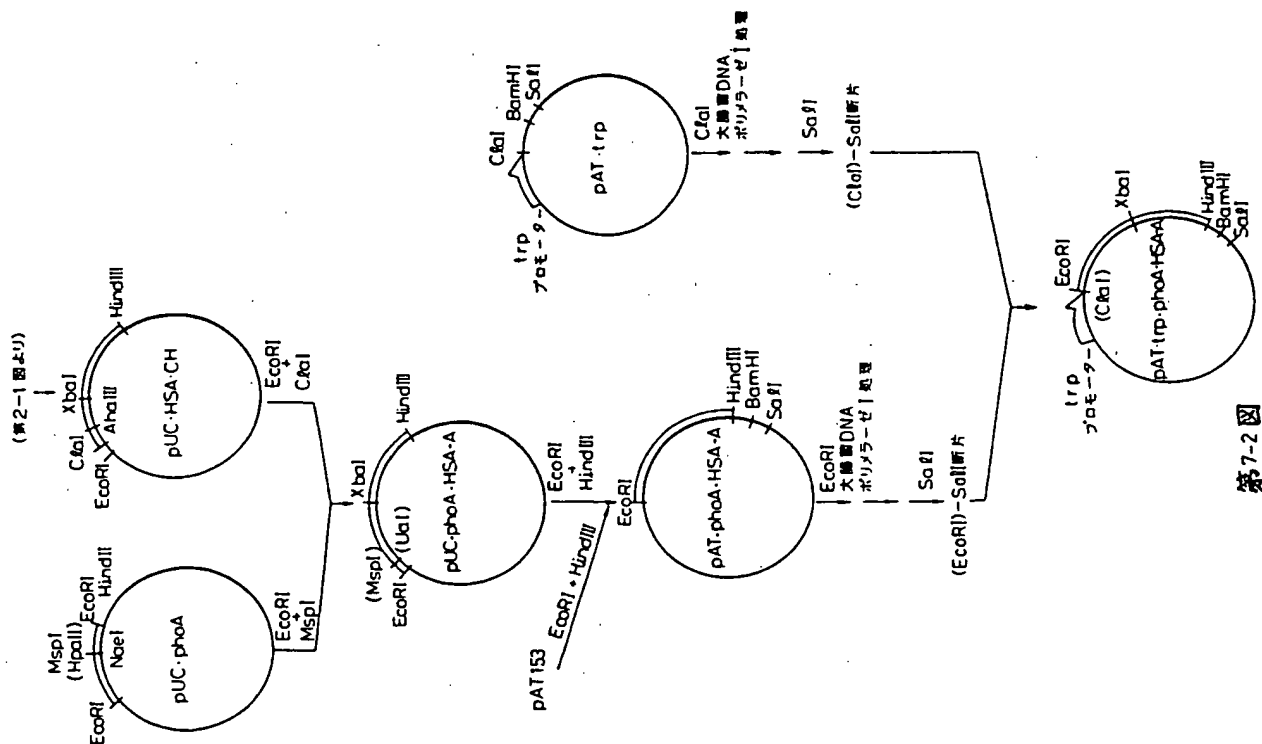 (第2-1図より)
MspI
(HpaII)
EcoRI
NaeI
EcoRI
HindIII
pUC·phoA
EcoRI
+
MspI
EcoRI
ClaI
AhaIII
XbaI
HindIII
pUC·HSA·CH
EcoRI
+
ClaI
EcoRI
(MspI)
(UaI)
XbaI
HindIII
pUC·phoA·HSA·A
EcoRI
+
HindIII
pAT153
EcoRI + HindIII
EcoRI
HindIII
BamHI
SalI
pAT·phoA·HSA·A
EcoRI
大腸菌DNA
ポリメラーゼI処理
SalI
(EcoRI)-SalI断片
trp
プロモーター
ClaI
BamHI
SalI
pAT·trp
ClaI
大腸菌DNA
ポリメラーゼI処理
SalI
(ClaI)-SalI断片
trp
プロモーター
EcoRI
(ClaI)
XbaI
HindIII
BamHI
SalI
pAT·trp·phoA·HSA-A
第7-2図